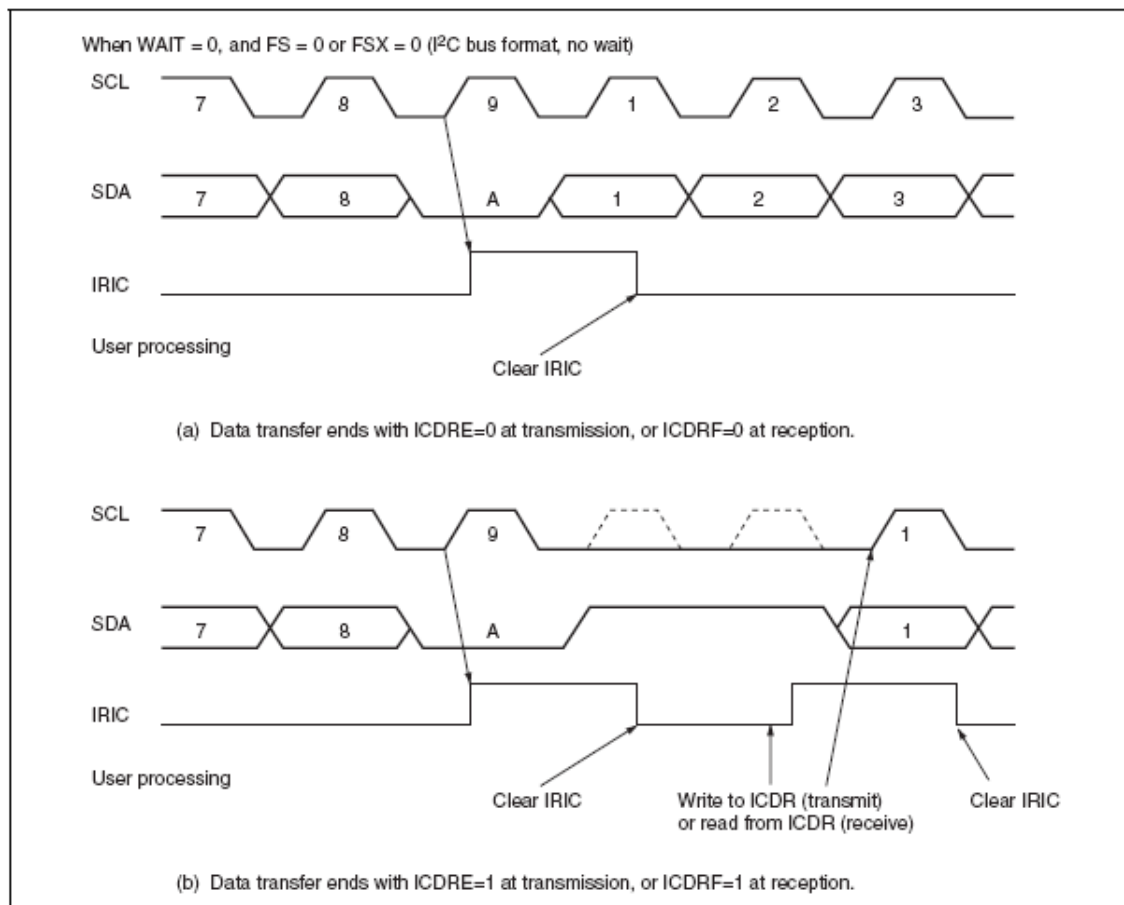 When WAIT = 0, and FS = 0 or FSX = 0 (I²C bus format, no wait)
SCL
7 8 9 1 2 3
SDA
7 8 A 1 2 3
IRIC
User processing
Clear IRIC
(a) Data transfer ends with ICDRE=0 at transmission, or ICDRF=0 at reception.
SCL
7 8 9 1
SDA
7 8 A 1
IRIC
User processing
Clear IRIC Write to ICDR (transmit) Clear IRIC
or read from ICDR (receive)
(b) Data transfer ends with ICDRE=1 at transmission, or ICDRF=1 at reception.